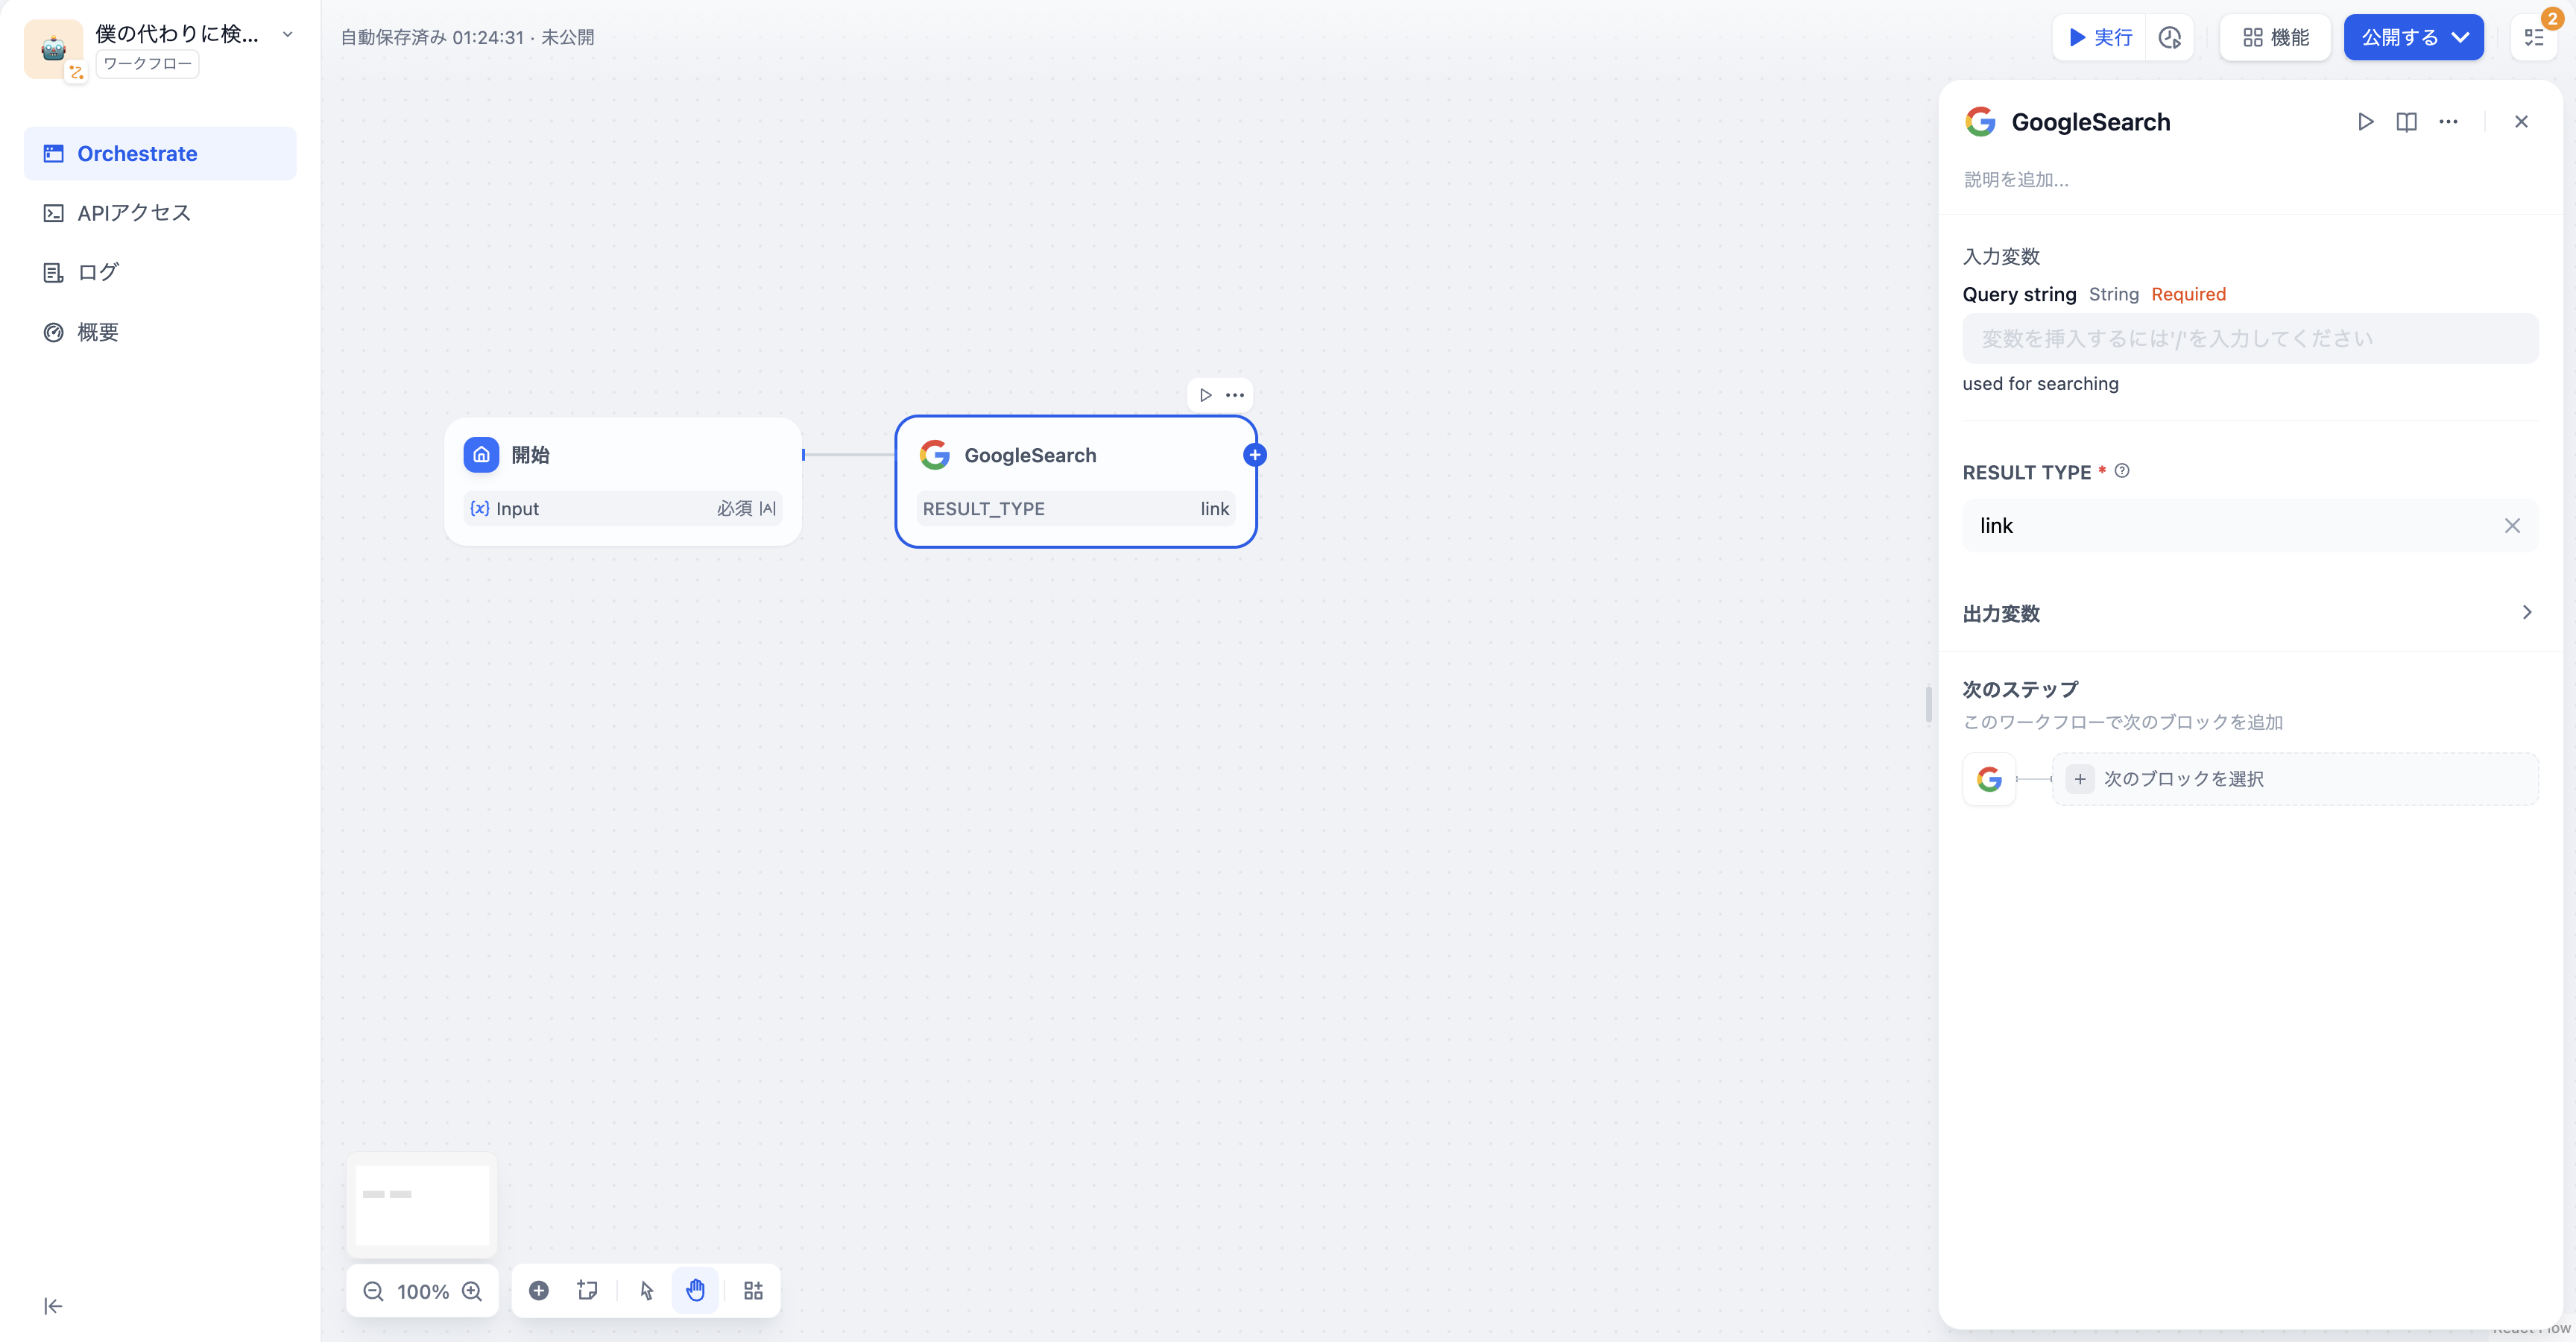 僕の代わりに検...
ワークフロー
Orchestrate
APIアクセス
ログ
概要
自動保存済み 01:24:31 · 未公開
実行
機能
公開する
2
開始
{x} Input 必須
GoogleSearch
RESULT_TYPE link
100%
GoogleSearch
説明を追加...
入力変数
Query string String Required
変数を挿入するには'/'を入力してください
used for searching
RESULT TYPE *
link
出力変数
次のステップ
このワークフローで次のブロックを追加
次のブロックを選択
React Flow